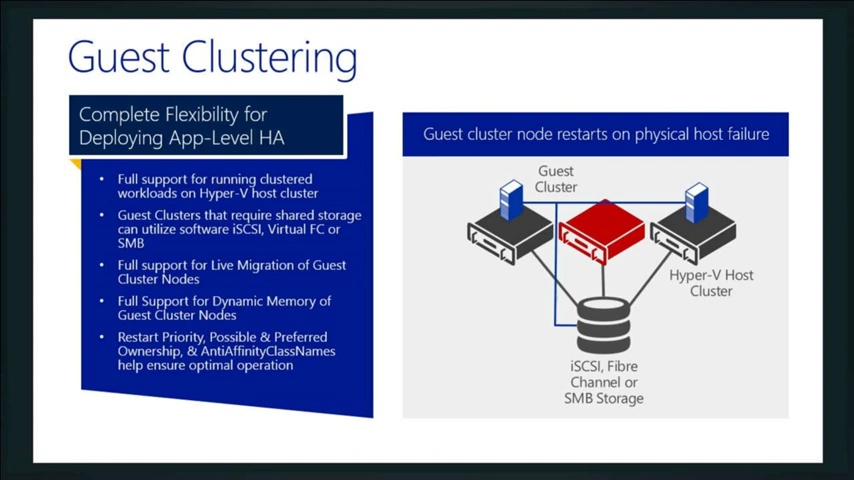 Guest Clustering
Complete Flexibility for
Deploying App-Level HA
• Full support for running clustered
workloads on Hyper-V host cluster
• Guest Clusters that require shared storage
can utilize software iSCSI, Virtual FC or
SMB
• Full support for Live Migration of Guest
Cluster Nodes
• Full Support for Dynamic Memory of
Guest Cluster Nodes
• Restart Priority, Possible & Preferred
Ownership, & AntiAffinityClassNames
help ensure optimal operation
Guest cluster node restarts on physical host failure
Guest
Cluster
Hyper-V Host
Cluster
iSCSI, Fibre
Channel or
SMB Storage